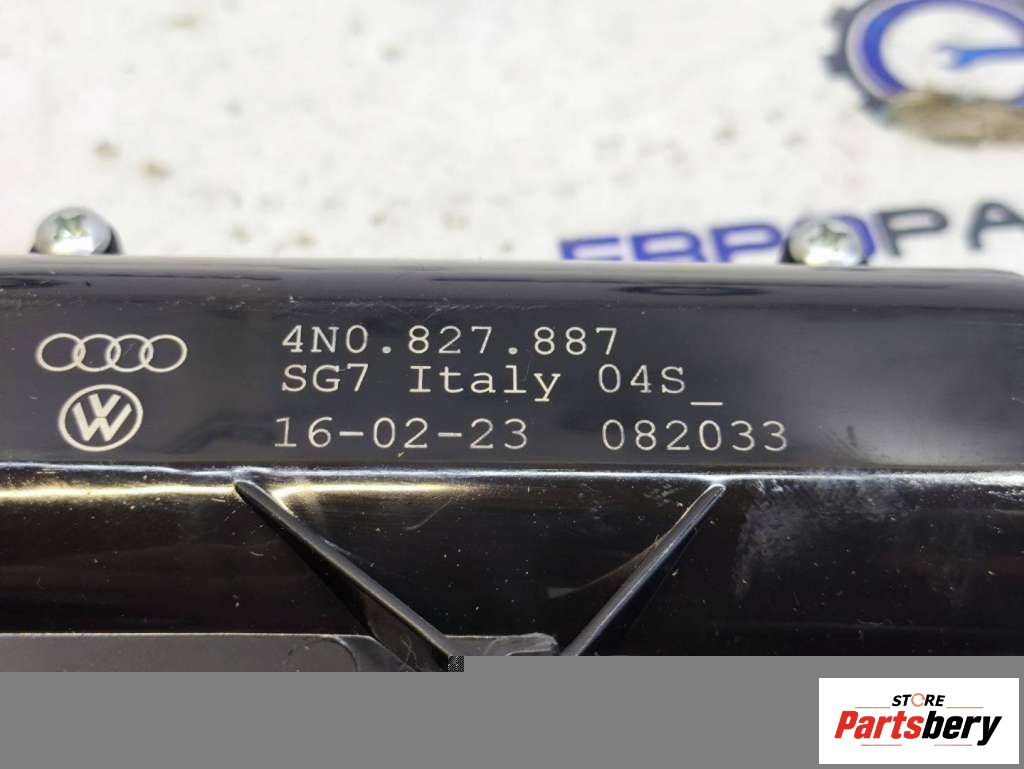 4N0.827.887
SG7 Italy 04S_
16-02-23 082033
STORE
Partsbery